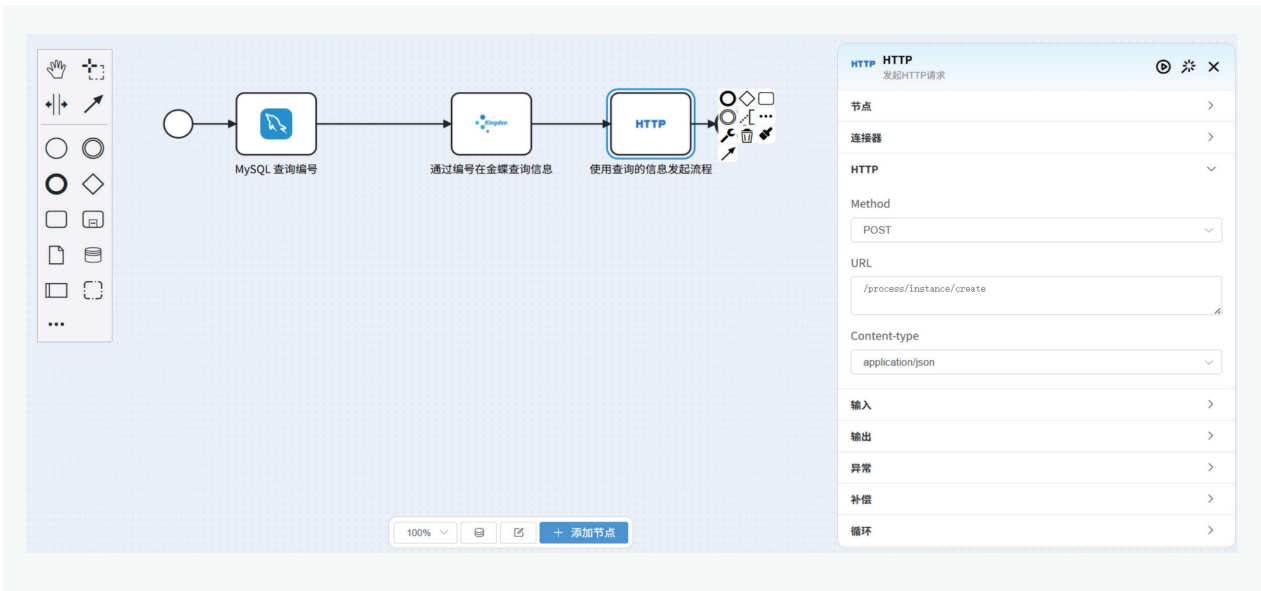 Kingdee
HTTP
MySQL 查询编号
通过编号在金蝶查询信息
使用查询的信息发起流程
100%
添加节点
HTTP HTTP
发起HTTP请求
节点
连接器
HTTP
Method
POST
URL
/process/instance/create
Content-type
application/json
输入
输出
异常
补偿
循环